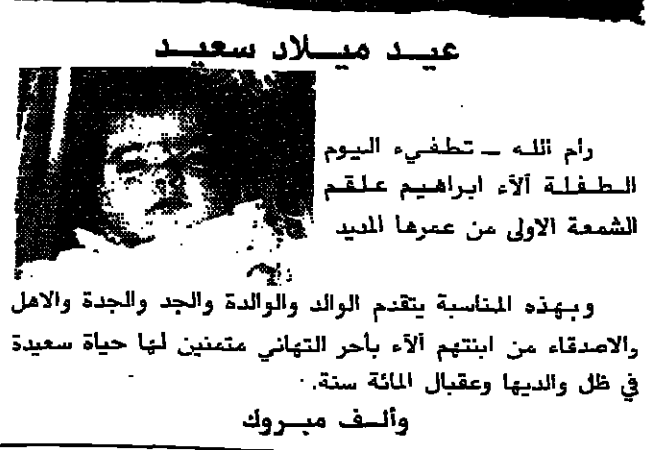 عيد ميلاد سعيد
رام الله ـ تطفيء اليوم
الطفلة آلآء ابراهيم علقم
الشمعة الاولى من عمرها المديد
وبهذه المناسبة يتقدم الوالد والوالدة والجد والجدة والاهل
والاصدقاء من ابنتهم آلآء بأحر التهاني متمنين لها حياة سعيدة
في ظل والديها وعقبال المائة سنة.
وألف مبروك